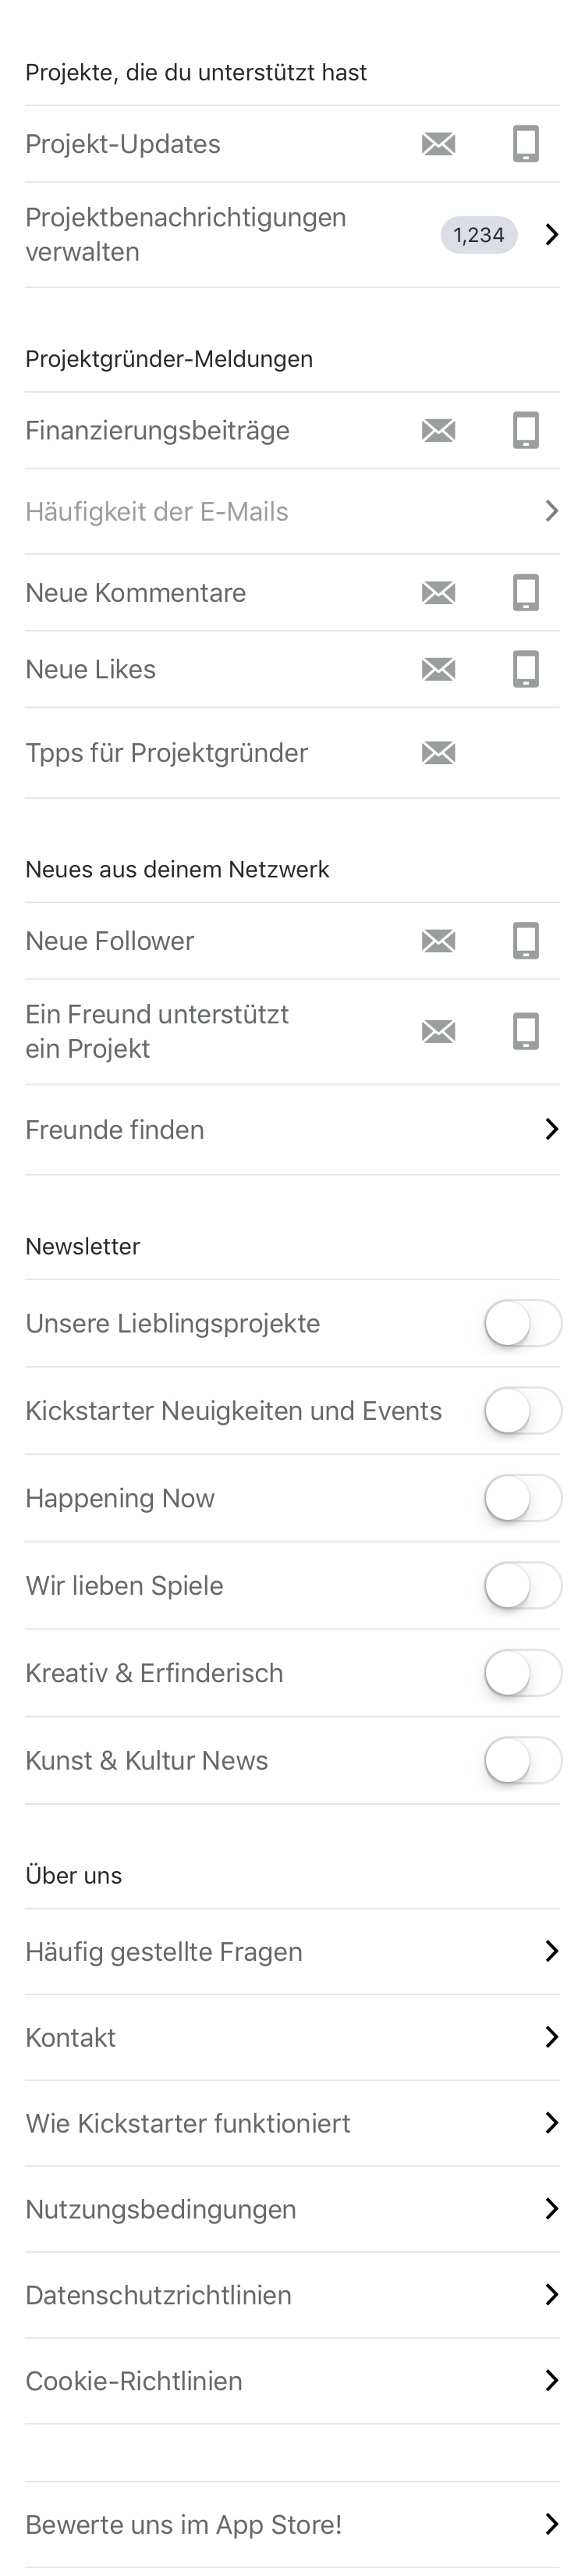 Projekte, die du unterstützt hast
Projekt-Updates
Projektbenachrichtigungen
verwalten
1,234
Projektgründer-Meldungen
Finanzierungsbeiträge
Häufigkeit der E-Mails
Neue Kommentare
Neue Likes
Tpps für Projektgründer
Neues aus deinem Netzwerk
Neue Follower
Ein Freund unterstützt
ein Projekt
Freunde finden
Newsletter
Unsere Lieblingsprojekte
Kickstarter Neuigkeiten und Events
Happening Now
Wir lieben Spiele
Kreativ & Erfinderisch
Kunst & Kultur News
Über uns
Häufig gestellte Fragen
Kontakt
Wie Kickstarter funktioniert
Nutzungsbedingungen
Datenschutzrichtlinien
Cookie-Richtlinien
Bewerte uns im App Store!